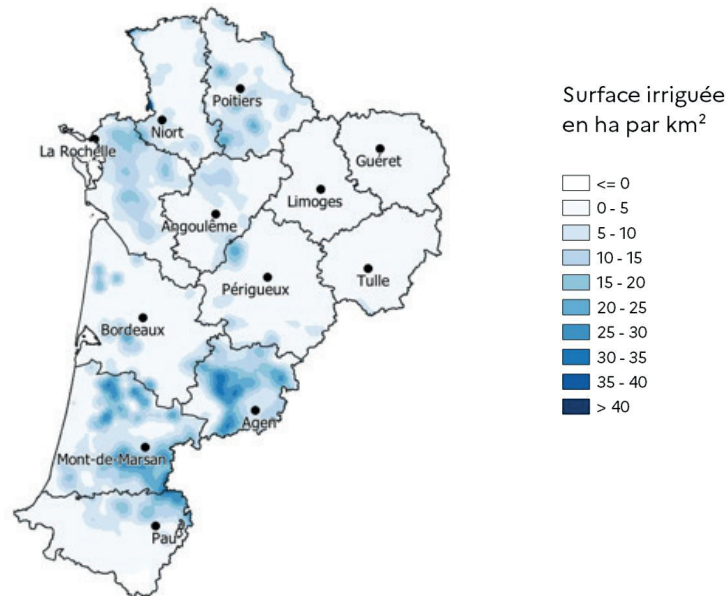 Poitiers
Niort
La Rochelle
Guéret
Limoges
Angoulême
Périgueux
Tulle
Bordeaux
Agen
Mont-de-Marsan
Pau
Surface irriguée
en ha par km²
<= 0
0 - 5
5 - 10
10 - 15
15 - 20
20 - 25
25 - 30
30 - 35
35 - 40
> 40